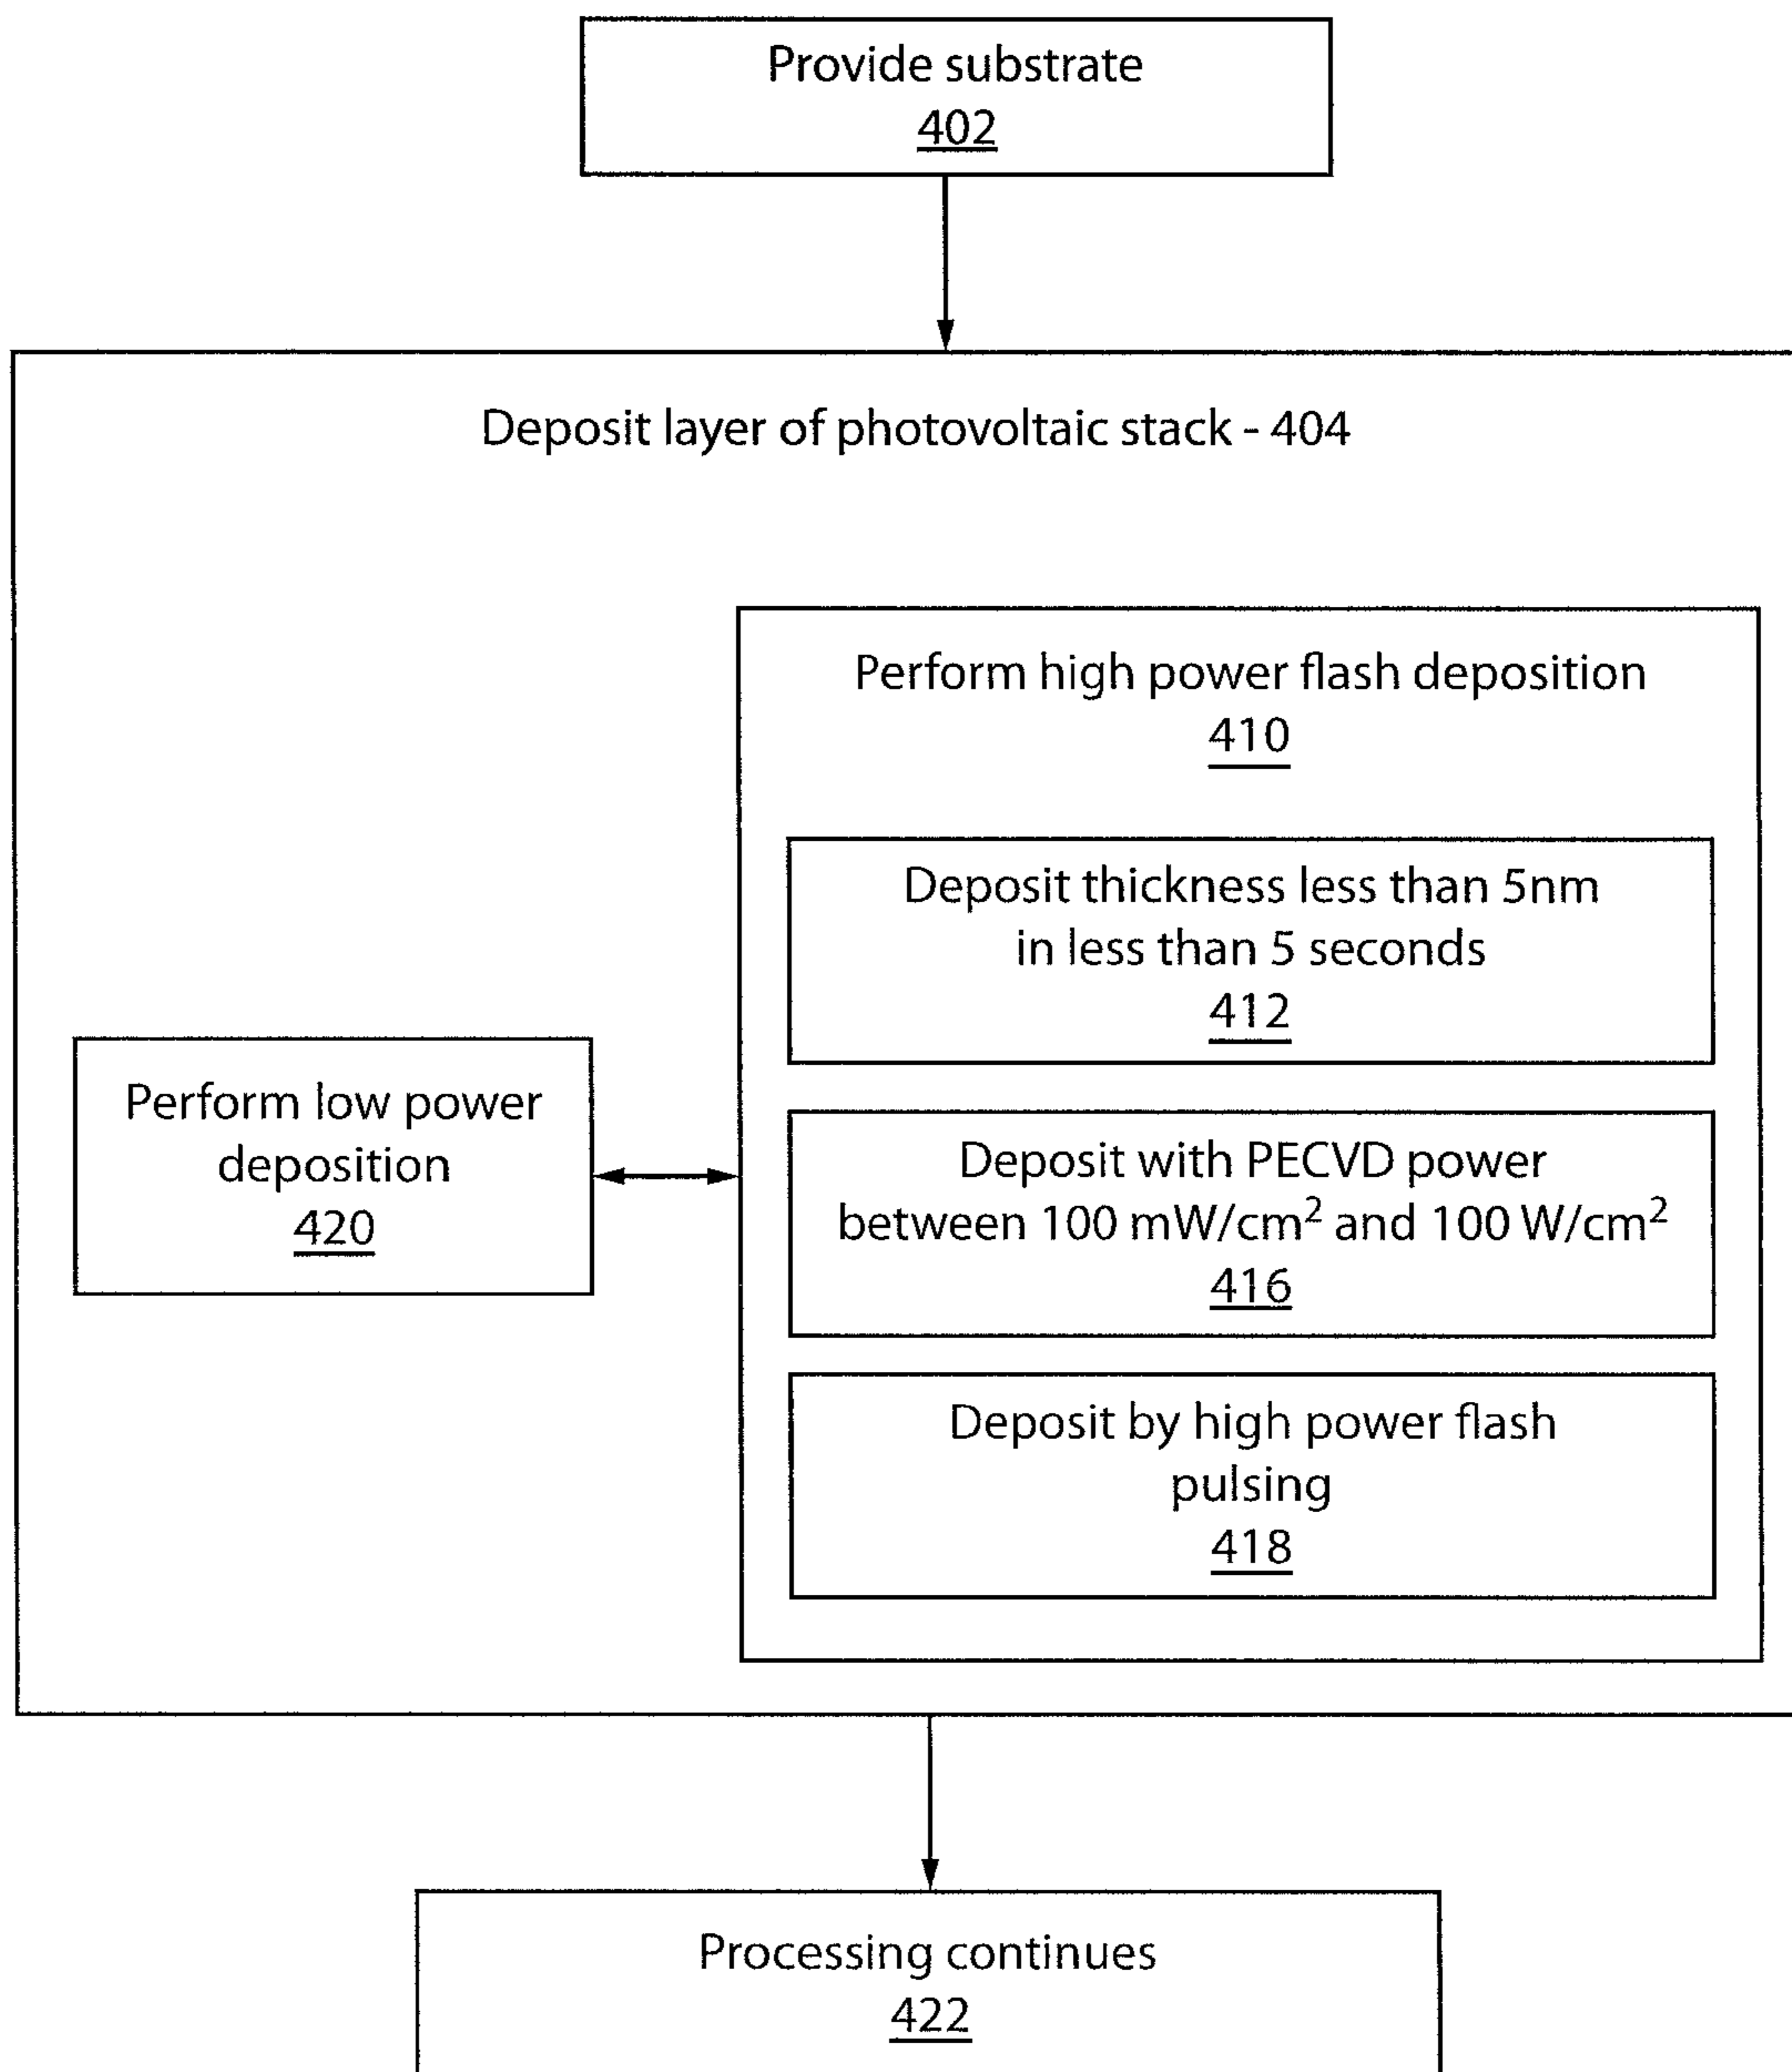 Provide substrate
402
Deposit layer of photovoltaic stack - 404
Perform high power flash deposition
410
Deposit thickness less than 5nm
in less than 5 seconds
412
Perform low power
deposition
420
Deposit with PECVD power
between 100 mW/cm² and 100 W/cm²
416
Deposit by high power flash
pulsing
418
Processing continues
422